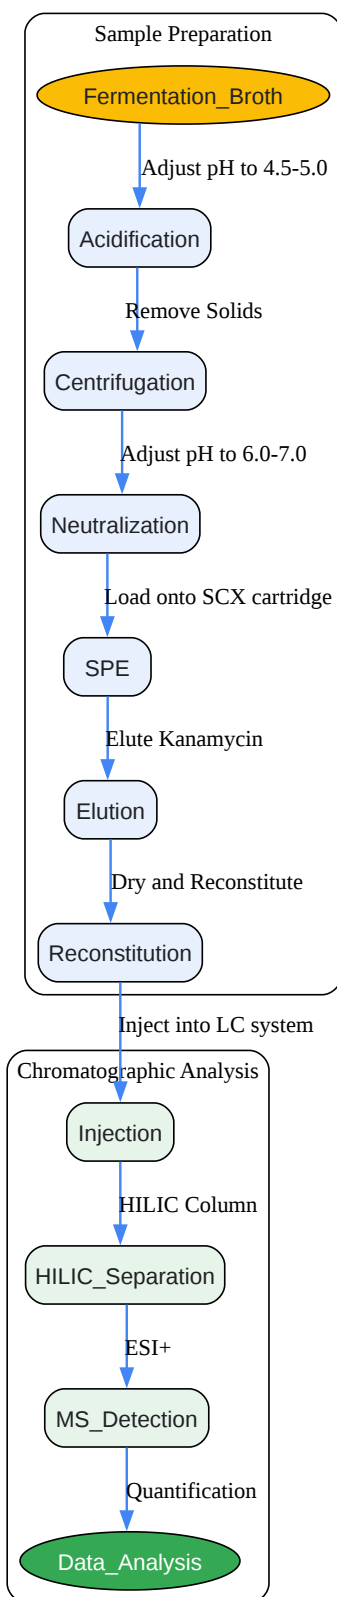 Sample Preparation
Fermentation_Broth
Adjust pH to 4.5-5.0
Acidification
Remove Solids
Centrifugation
Adjust pH to 6.0-7.0
Neutralization
Load onto SCX cartridge
SPE
Elute Kanamycin
Elution
Dry and Reconstitute
Reconstitution
Inject into LC system
Chromatographic Analysis
Injection
HILIC Column
HILIC_Separation
ESI+
MS_Detection
Quantification
Data_Analysis